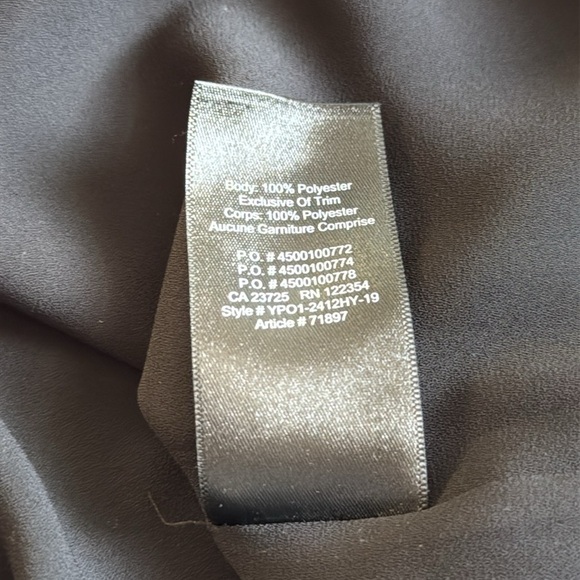 Body: 100% Polyester
Exclusive Of Trim
Corps: 100% Polyester
Aucune Garniture Comprise
P.O. # 4500100772
P.O. # 4500100774
P.O. # 4500100778
CA 23725 RN 122354
Style # YPO1-2412HY-19
Article # 71897